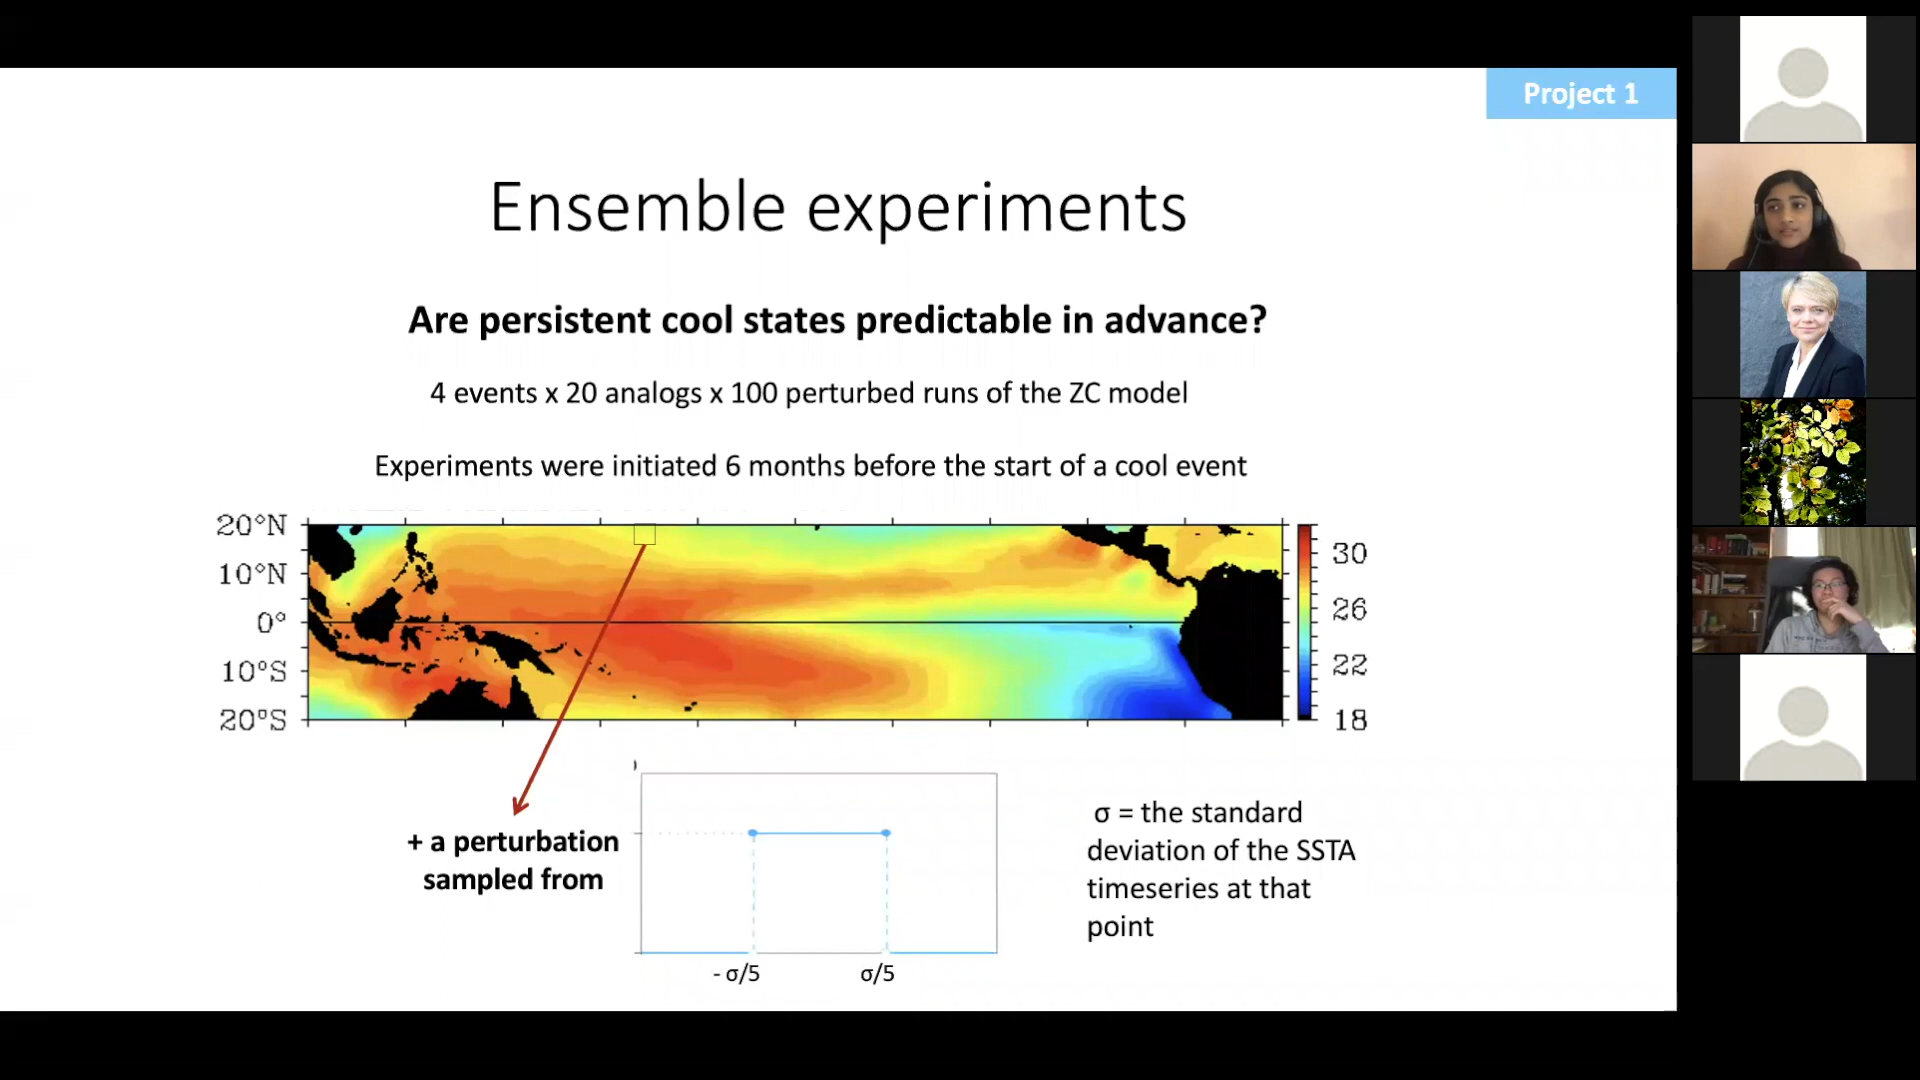 Project 1
Ensemble experiments
Are persistent cool states predictable in advance?
4 events x 20 analogs x 100 perturbed runs of the ZC model
Experiments were initiated 6 months before the start of a cool event
20°N
10°N
0°
10°S
20°S
30
26
22
18
+ a perturbation
sampled from
- σ/5
σ/5
σ = the standard
deviation of the SSTA
timeseries at that
point